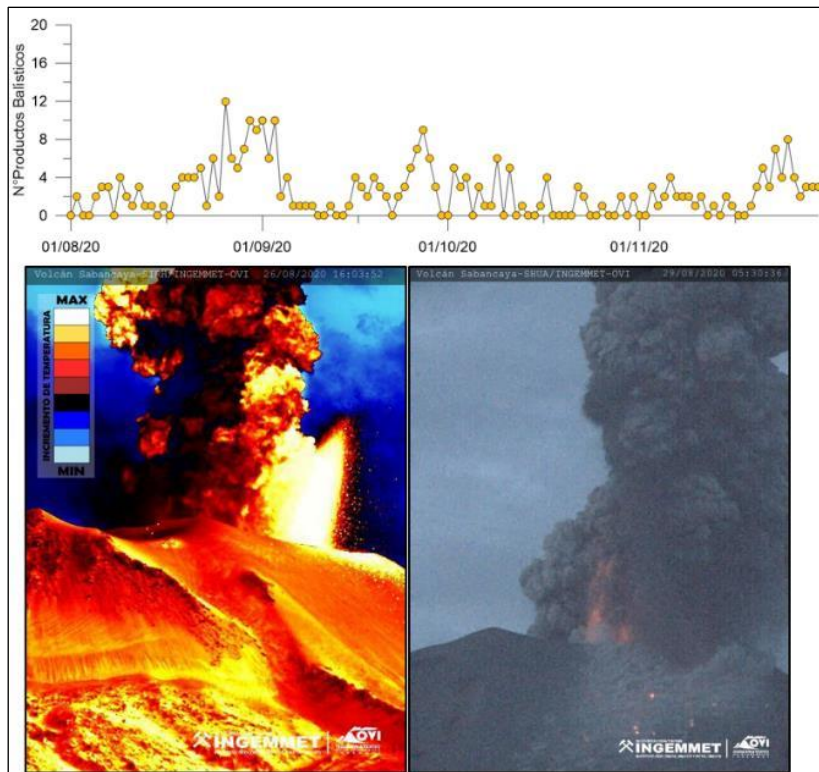 N°Productos Balísticos
20
16
12
8
4
0
01/08/20
01/09/20
01/10/20
01/11/20
Volcán Sabancaya-SIRH/INGEMMET-OVI 26/08/2020 16:03:52
Volcán Sabancaya-SHUA/INGEMMET-OVI 29/08/2020 05:30:36
MAX
INCREMENTO DE TEMPERATURA
MIN
INGEMMET
OVI
INGEMMET
OVI